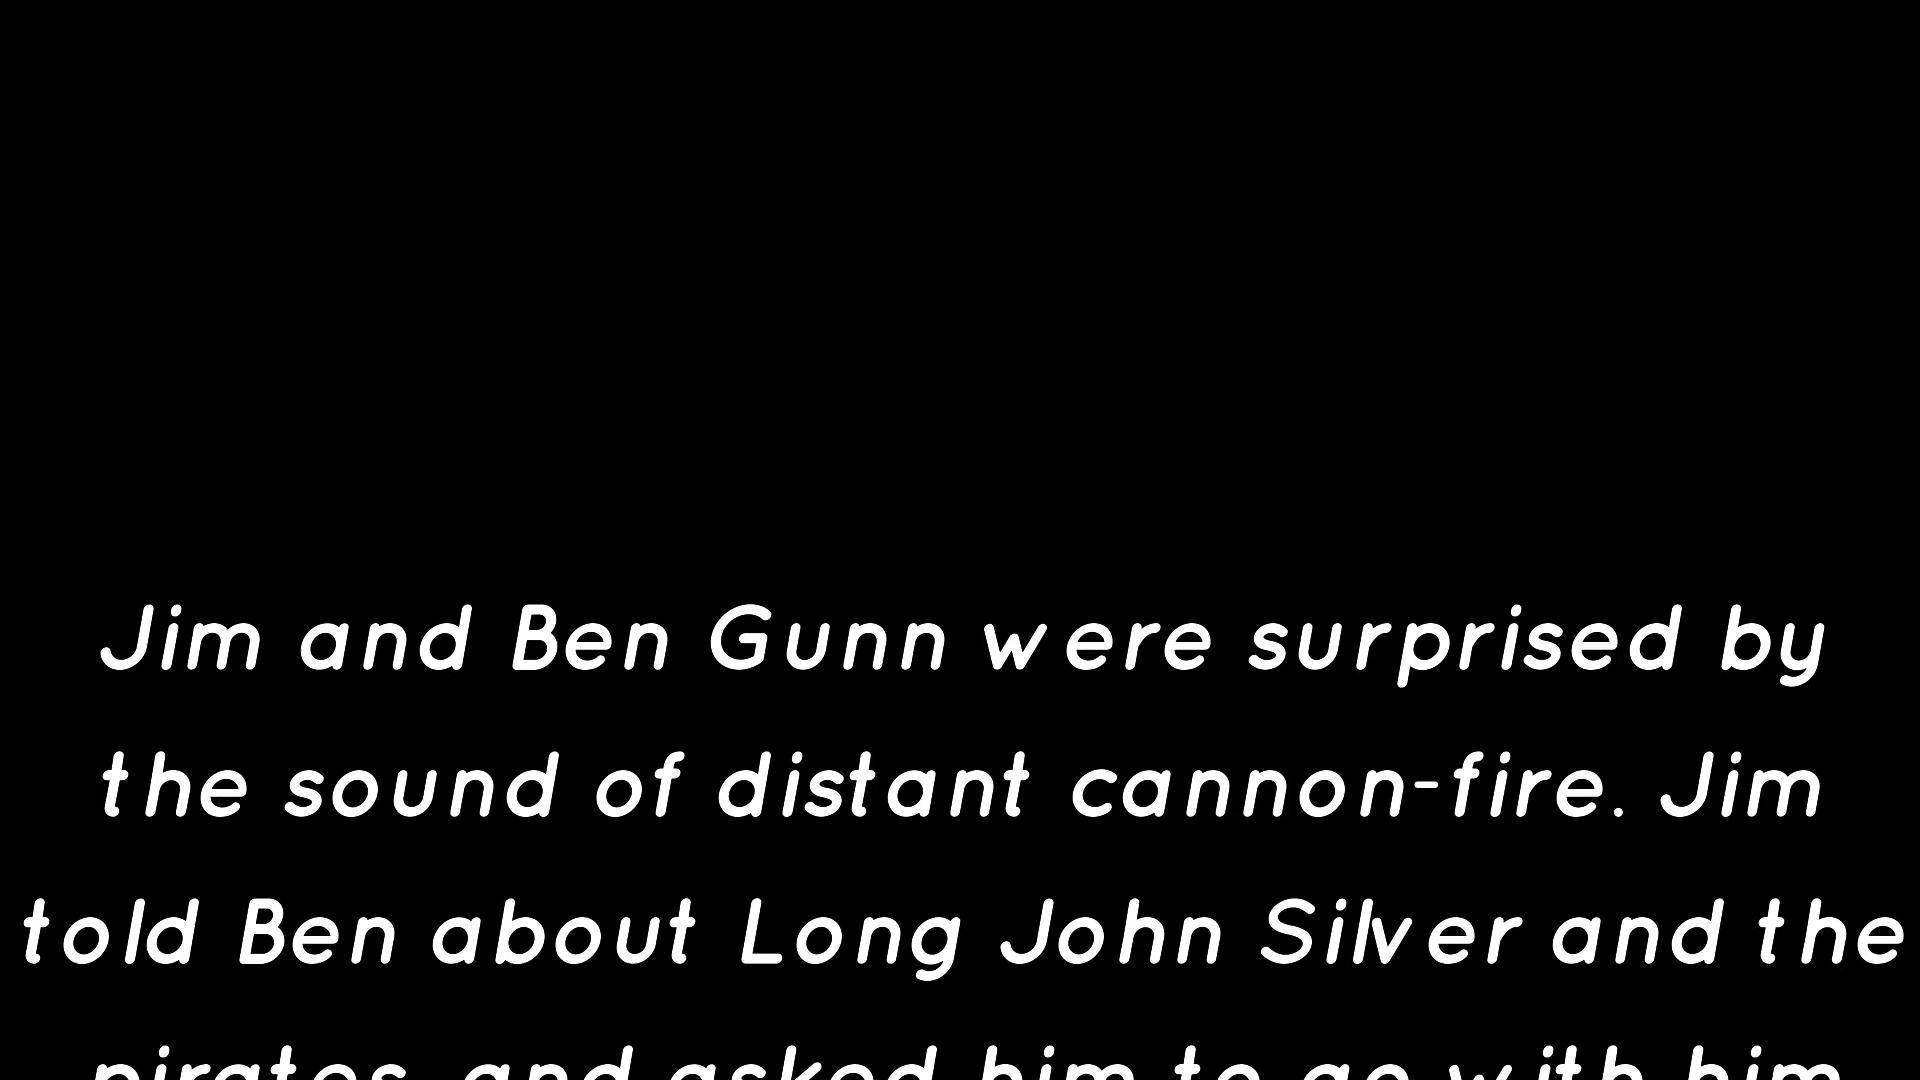 Jim and Ben Gunn were surprised by
the sound of distant cannon-fire. Jim
told Ben about Long John Silver and the
pirates, and asked him to go with him